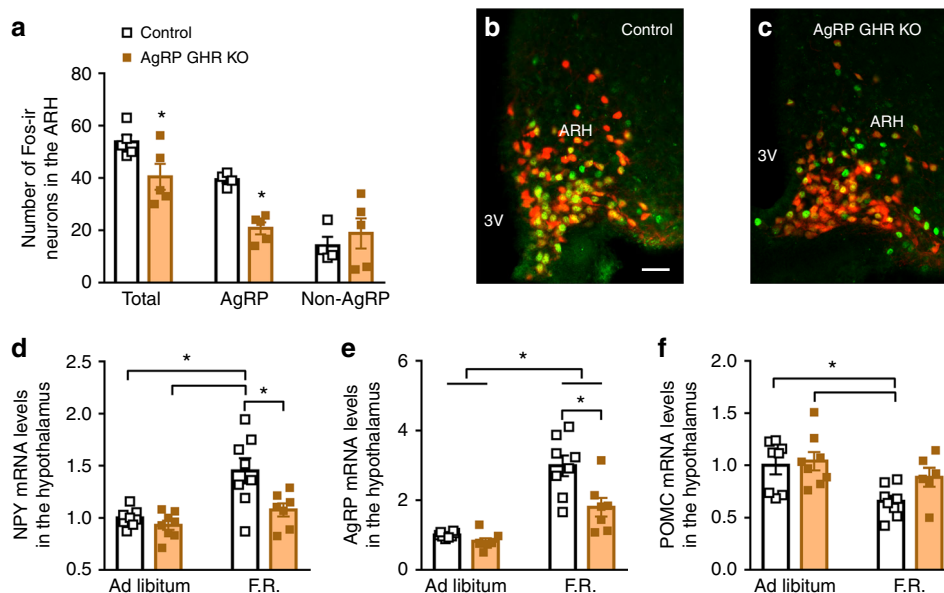 a
Control
AgRP GHR KO
Number of Fos-ir
neurons in the ARH
80
60
40
20
0
*
*
Total
AgRP
Non-AgRP
b
Control
ARH
3V
c
AgRP GHR KO
ARH
3V
d
NPY mRNA levels
in the hypothalamus
2.5
2.0
1.5
1.0
0.5
*
*
Ad libitum
F.R.
e
AgRP mRNA levels
in the hypothalamus
6
4
2
0
*
*
Ad libitum
F.R.
f
POMC mRNA levels
in the hypothalamus
2.0
1.5
1.0
0.5
0.0
*
Ad libitum
F.R.